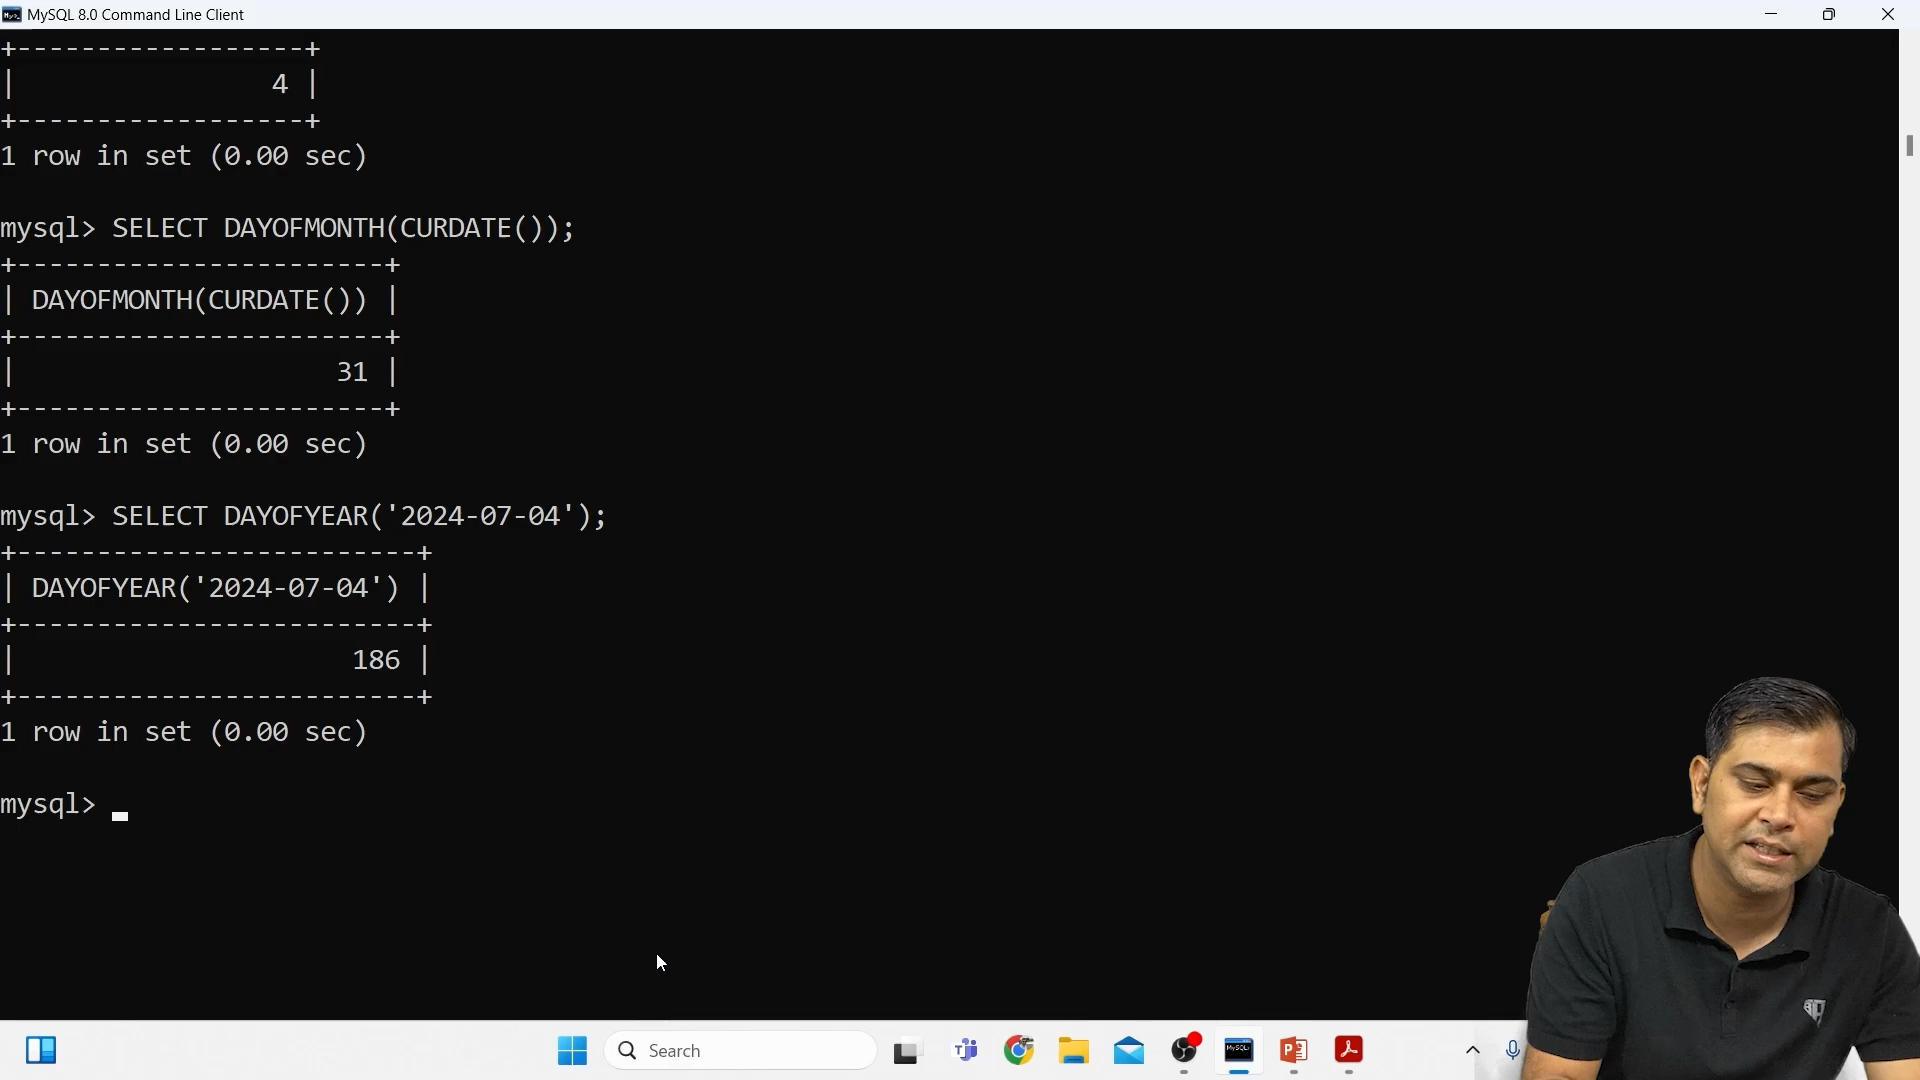 MySQL 8.0 Command Line Client
+------------------+
|                4 |
+------------------+
1 row in set (0.00 sec)
mysql> SELECT DAYOFMONTH(CURDATE());
+-----------------------+
| DAYOFMONTH(CURDATE()) |
+-----------------------+
|                    31 |
+-----------------------+
1 row in set (0.00 sec)
mysql> SELECT DAYOFYEAR('2024-07-04');
+-------------------------+
| DAYOFYEAR('2024-07-04') |
+-------------------------+
|                     186 |
+-------------------------+
1 row in set (0.00 sec)
mysql>
Search